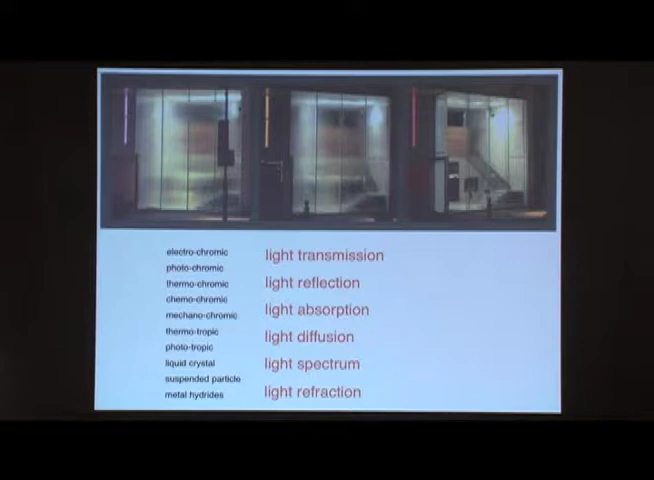 electro-chromic
photo-chromic
thermo-chromic
chemo-chromic
mechano-chromic
thermo-tropic
photo-tropic
liquid crystal
suspended particle
metal hydrides
light transmission
light reflection
light absorption
light diffusion
light spectrum
light refraction